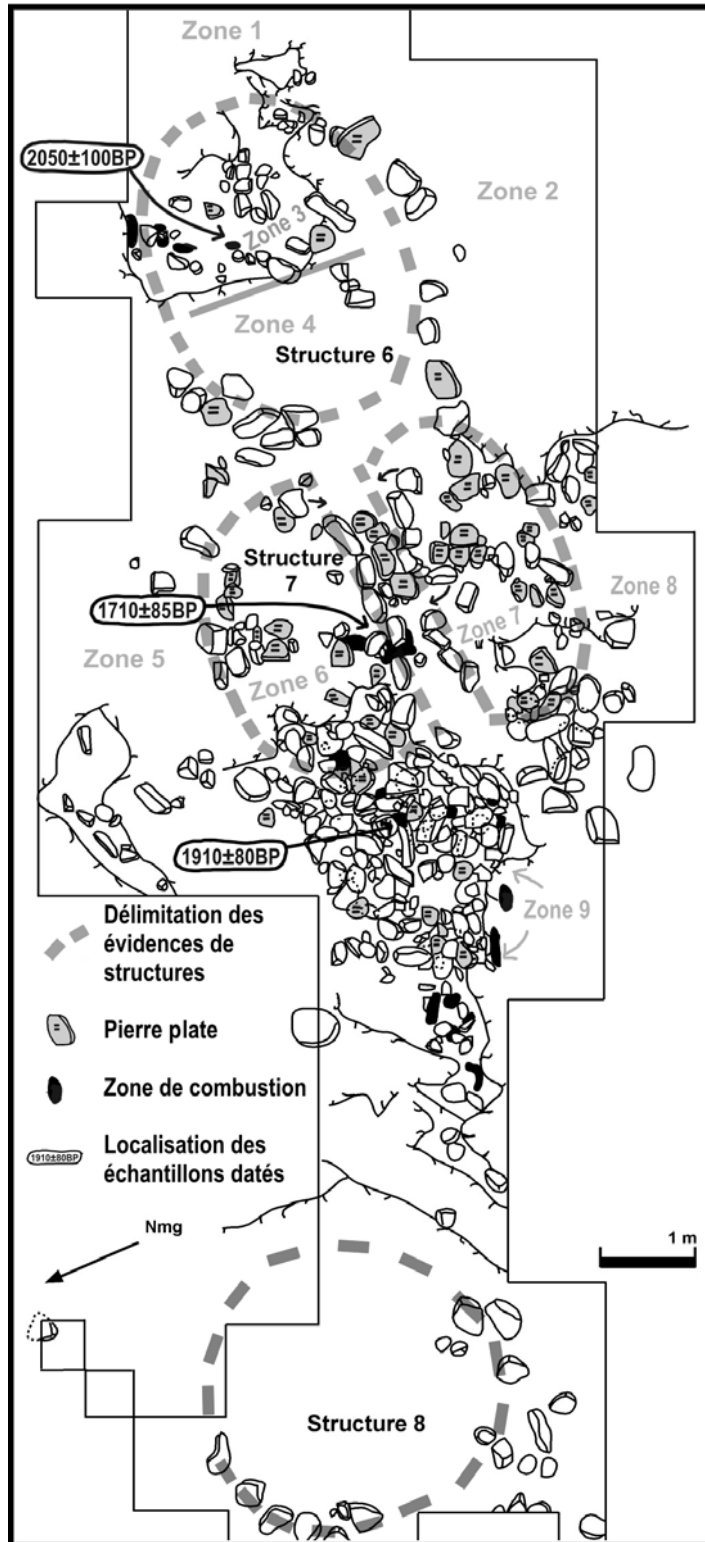 Zone 1
2050±100BP
Zone 2
Zone 3
Zone 4
Structure 6
Structure
7
Zone 8
1710±85BP
Zone 7
Zone 5
Zone 6
1910±80BP
Zone 9
Délimitation des
évidences de
structures
Pierre plate
Zone de combustion
1910±80BP
Localisation des
échantillons datés
Nmg
1 m
Structure 8